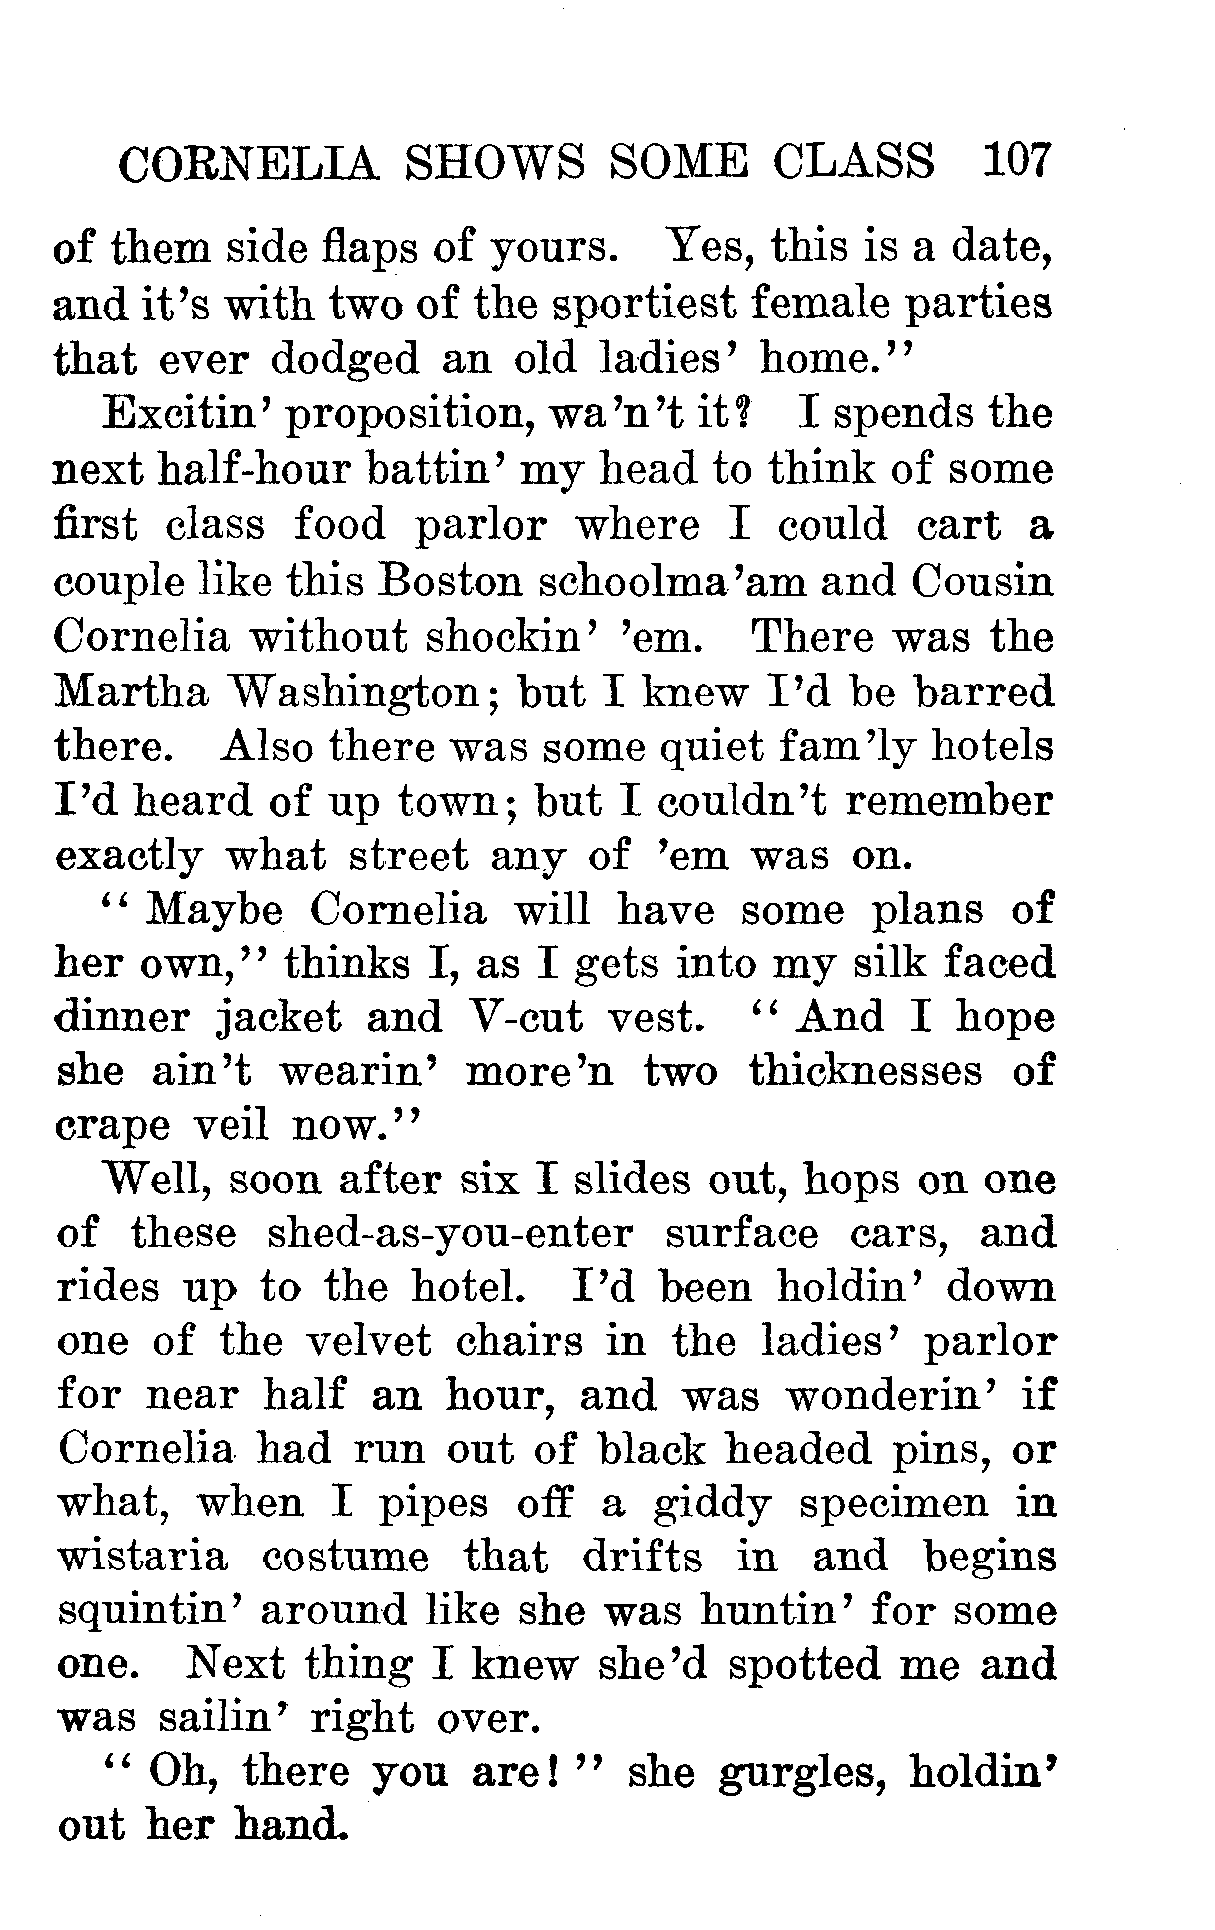 CORNELIA SHOWS SOME CLASS 107
of them side flaps of yours. Yes, this is a date,
and it's with two of the sportiest female parties
that ever dodged an old ladies' home."
Excitin' proposition, wa'n't it? I spends the
next half-hour battin' my head to think of some
first class food parlor where I could cart a
couple like this Boston schoolma'am and Cousin
Cornelia without shockin' 'em. There was the
Martha Washington; but I knew I'd be barred
there. Also there was some quiet fam'ly hotels
I'd heard of up town; but I couldn't remember
exactly what street any of 'em was on.
"Maybe Cornelia will have some plans of
her own," thinks I, as I gets into my silk faced
dinner jacket and V-cut vest. "And I hope
she ain't wearin' more'n two thicknesses of
crape veil now."
Well, soon after six I slides out, hops on one
of these shed-as-you-enter surface cars, and
rides up to the hotel. I'd been holdin' down
one of the velvet chairs in the ladies' parlor
for near half an hour, and was wonderin' if
Cornelia had run out of black headed pins, or
what, when I pipes off a giddy specimen in
wistaria costume that drifts in and begins
squintin' around like she was huntin' for some
one. Next thing I knew she'd spotted me and
was sailin' right over.
"Oh, there you are!" she gurgles, holdin'
out her hand.